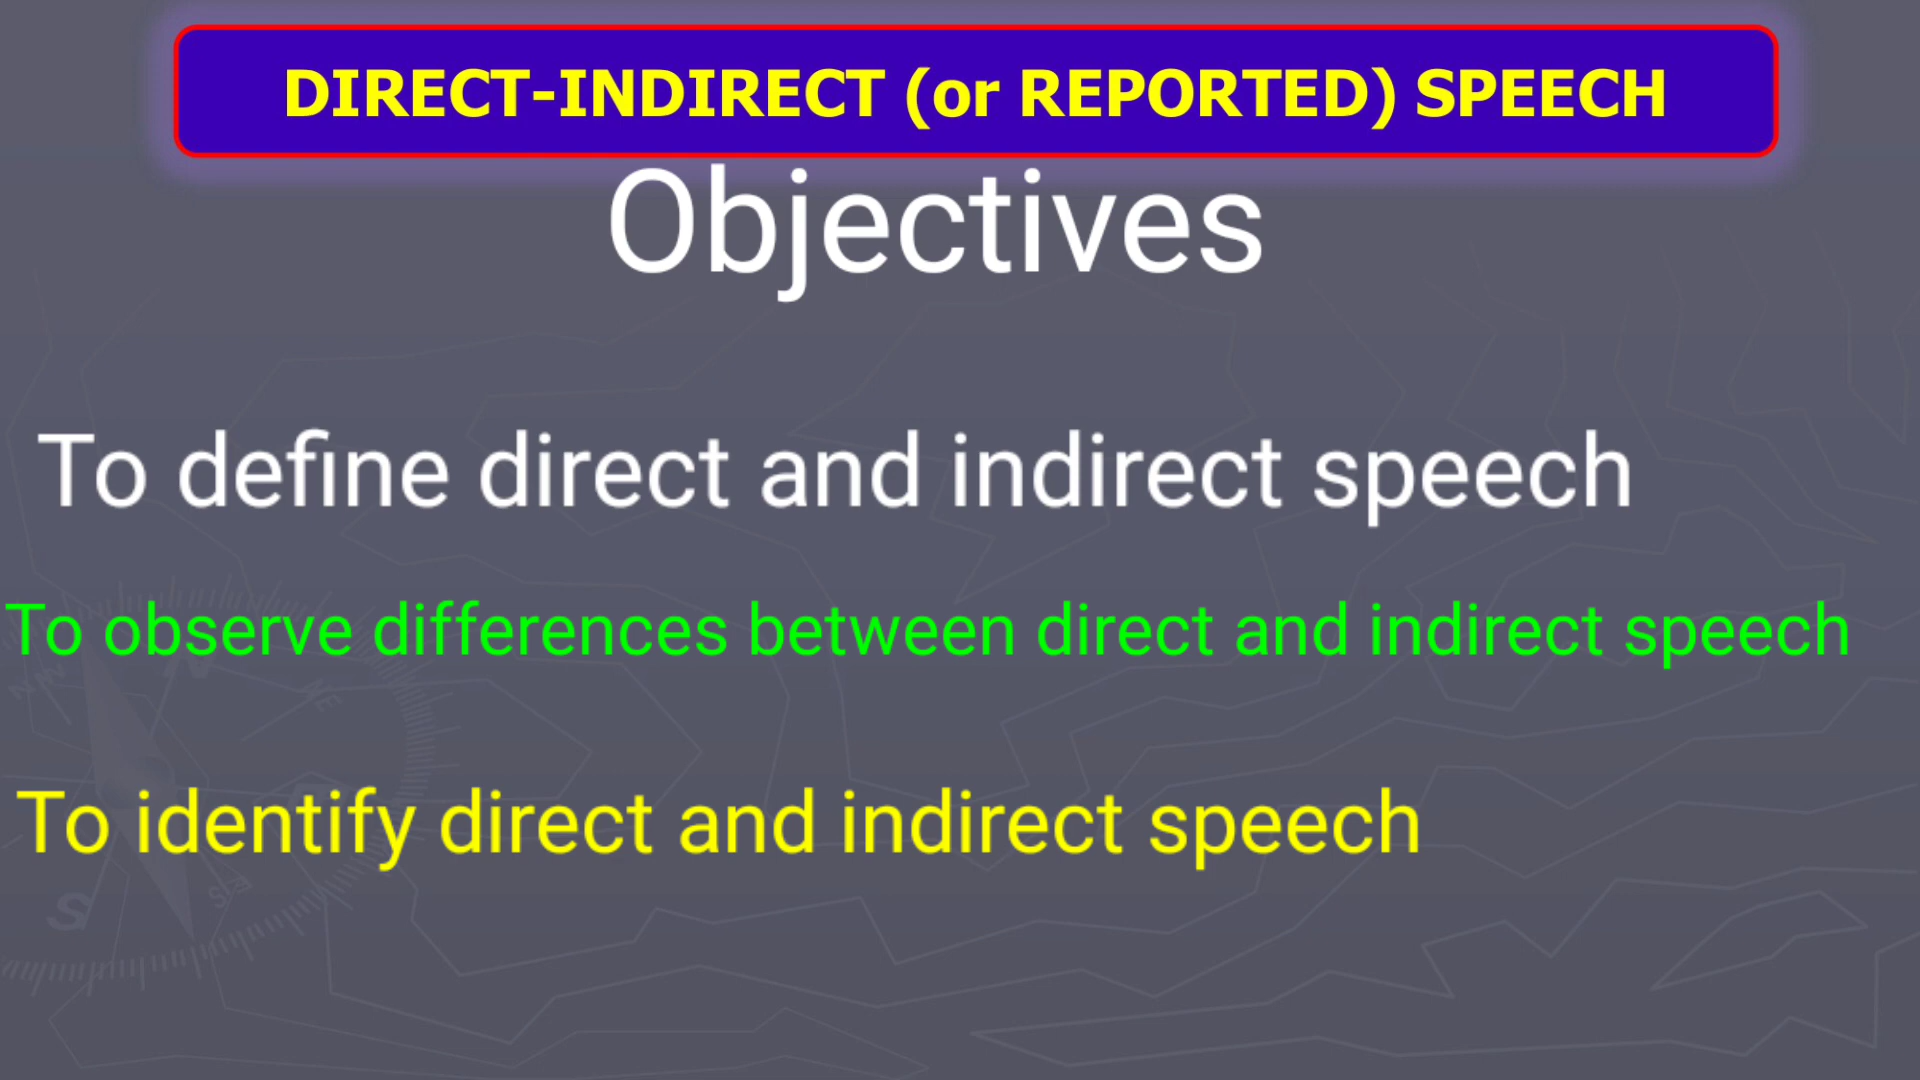 DIRECT-INDIRECT (or REPORTED) SPEECH
Objectives
To define direct and indirect speech
To observe differences between direct and indirect speech
To identify direct and indirect speech
N
NE
S